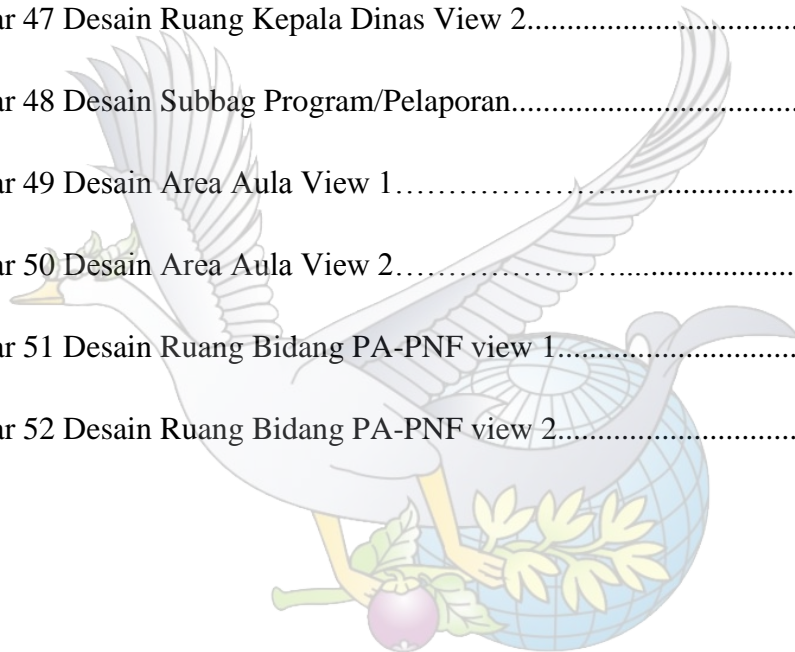 ar 47 Desain Ruang Kepala Dinas View 2..............................
ar 48 Desain Subbag Program/Pelaporan................................
ar 49 Desain Area Aula View 1…………………........................
ar 50 Desain Area Aula View 2…………………......................
ar 51 Desain Ruang Bidang PA-PNF view 1..........................
ar 52 Desain Ruang Bidang PA-PNF view 2..........................